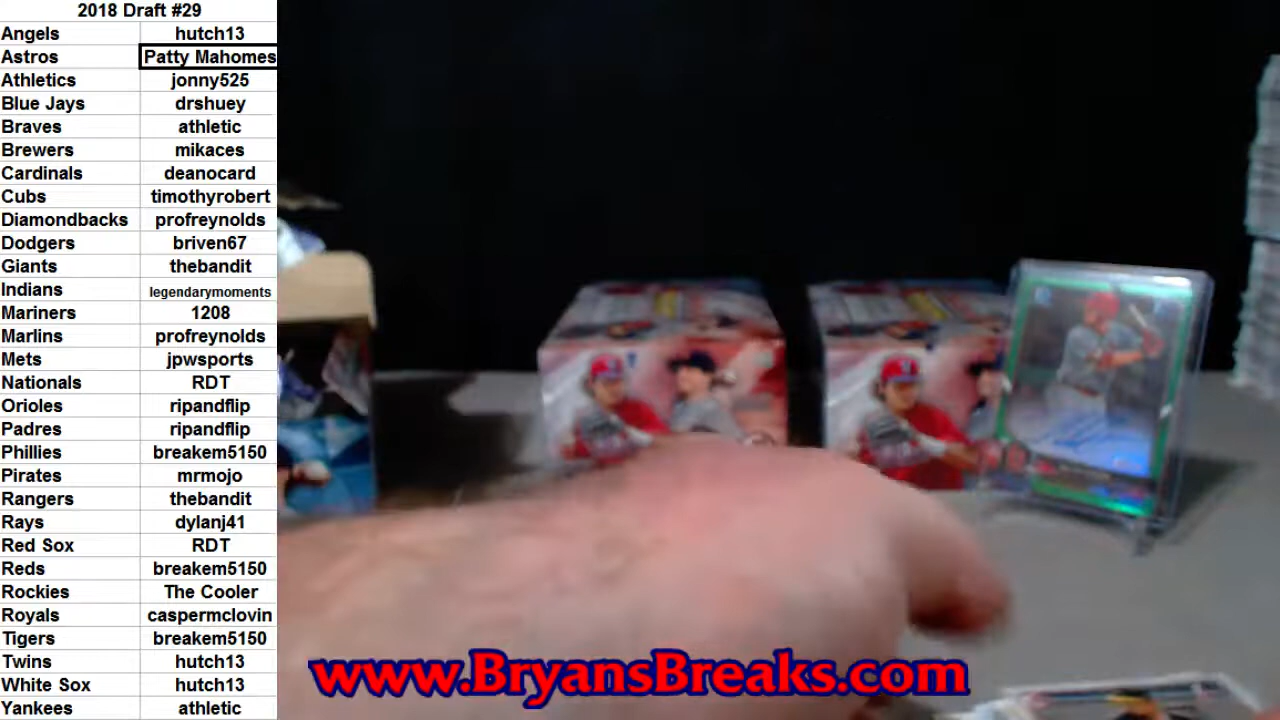 2018 Draft #29
Angels hutch13
Astros Patty Mahomes
Athletics jonny525
Blue Jays drshuey
Braves athletic
Brewers mikaces
Cardinals deanocard
Cubs timothyrobert
Diamondbacks profreynolds
Dodgers briven67
Giants thebandit
Indians legendarymoments
Mariners 1208
Marlins profreynolds
Mets jpwsports
Nationals RDT
Orioles ripandflip
Padres ripandflip
Phillies breakem5150
Pirates mrmojo
Rangers thebandit
Rays dylanj41
Red Sox RDT
Reds breakem5150
Rockies The Cooler
Royals caspermclovin
Tigers breakem5150
Twins hutch13
White Sox hutch13
Yankees athletic
www.BryansBreaks.com